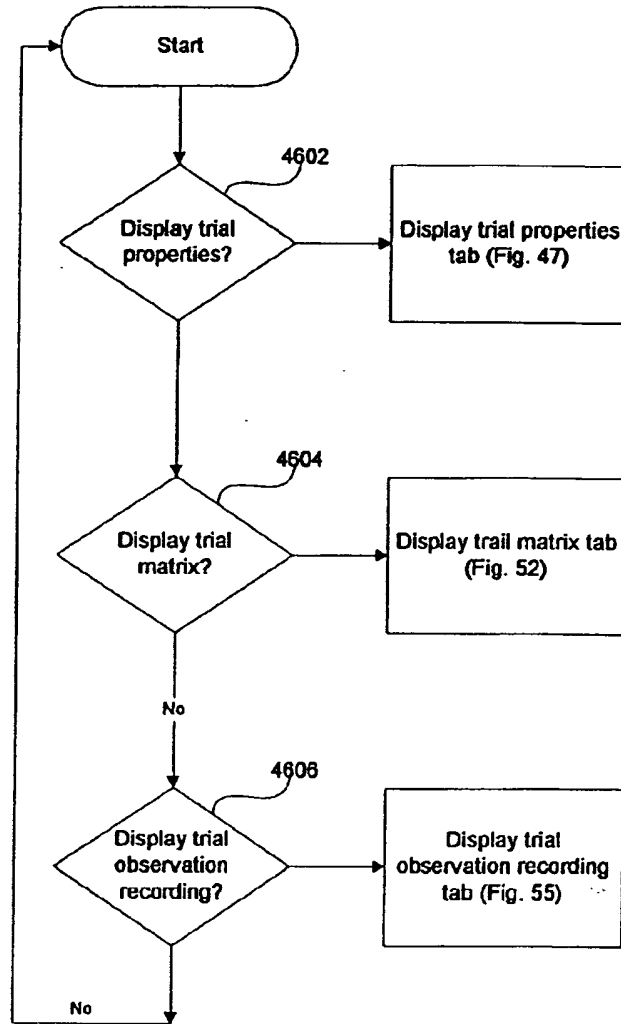 Start
4602
Display trial
properties?
Display trial properties
tab (Fig. 47)
4604
Display trial
matrix?
Display trail matrix tab
(Fig. 52)
No
4606
Display trial
observation
recording?
Display trial
observation recording
tab (Fig. 55)
No